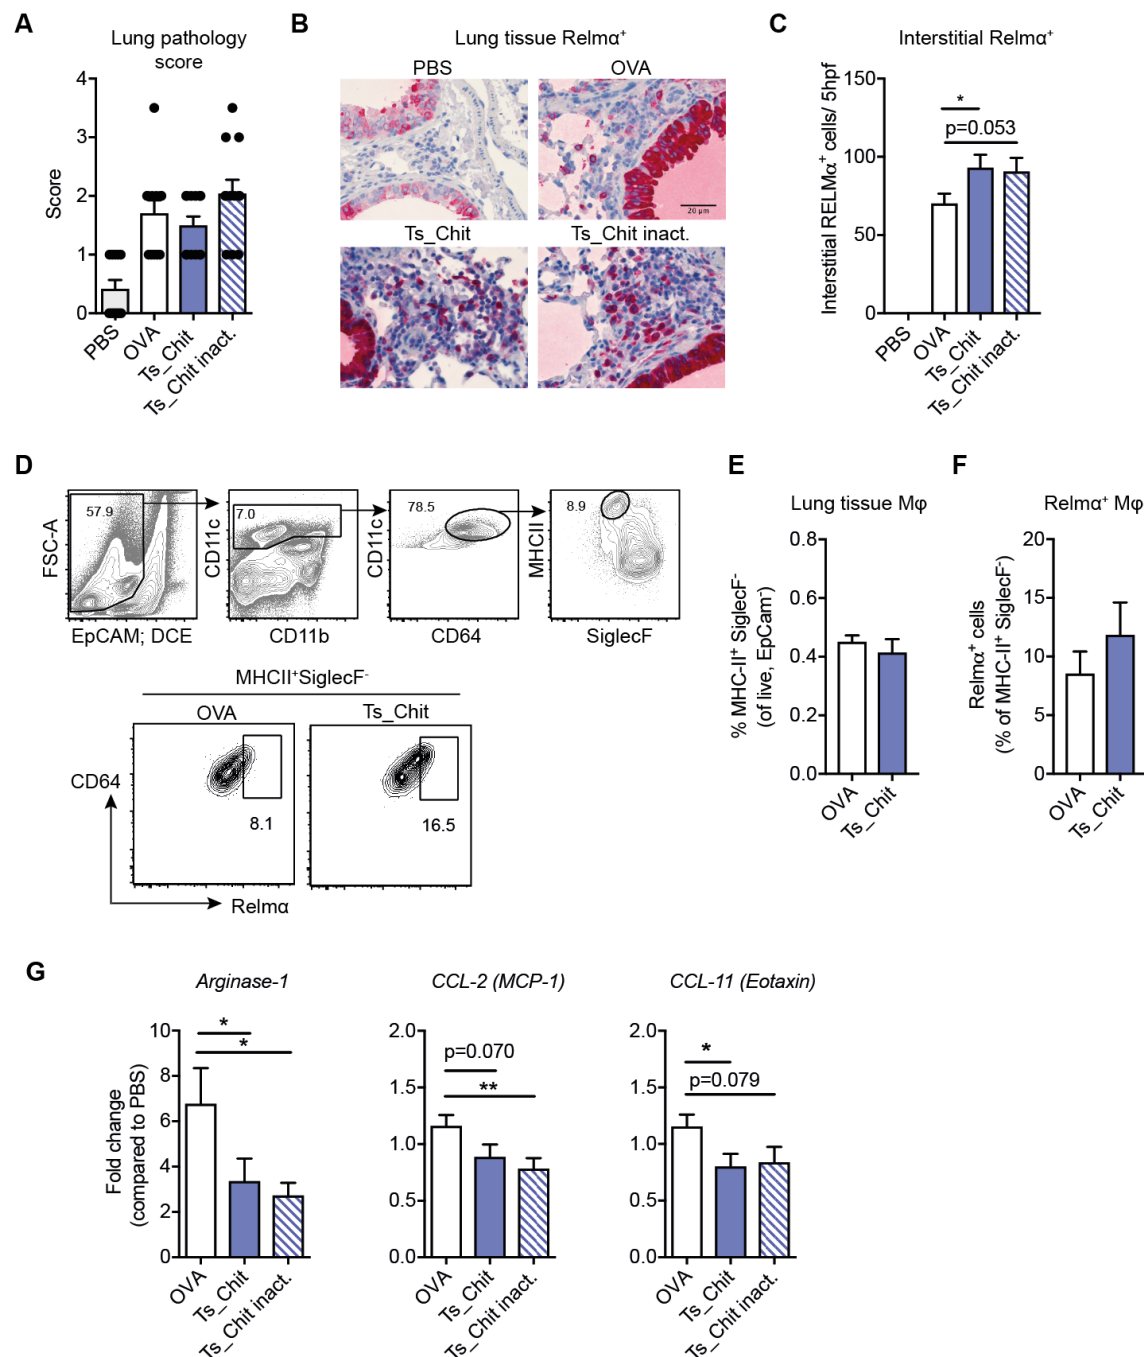 A
Lung pathology
score
Score
4
3
2
1
0
PBS
OVA
Ts_Chit
Ts_Chit inact.
B
Lung tissue Relmα⁺
PBS
OVA
20 µm
Ts_Chit
Ts_Chit inact.
C
Interstitial Relmα⁺
Interstitial RELMα⁺ cells/ 5hpf
150
100
50
0
*
p=0.053
PBS
OVA
Ts_Chit
Ts_Chit inact.
D
57.9
FSC-A
EpCAM; DCE
7.0
CD11c
CD11b
78.5
CD11c
CD64
8.9
MHCII
SiglecF
MHCII⁺SiglecF⁻
OVA
Ts_Chit
CD64
8.1
16.5
Relmα
E
Lung tissue Mφ
% MHC-II⁺ SiglecF⁻
(of live, EpCam⁻)
0.8
0.6
0.4
0.2
0.0
OVA
Ts_Chit
F
Relmα⁺ Mφ
Relmα⁺ cells
(% of MHC-II⁺ SiglecF⁻)
20
15
10
5
0
OVA
Ts_Chit
G
Arginase-1
Fold change
(compared to PBS)
10
8
6
4
2
0
*
*
OVA
Ts_Chit
Ts_Chit inact.
CCL-2 (MCP-1)
2.0
1.5
1.0
0.5
0.0
p=0.070
**
OVA
Ts_Chit
Ts_Chit inact.
CCL-11 (Eotaxin)
2.0
1.5
1.0
0.5
0.0
*
p=0.079
OVA
Ts_Chit
Ts_Chit inact.